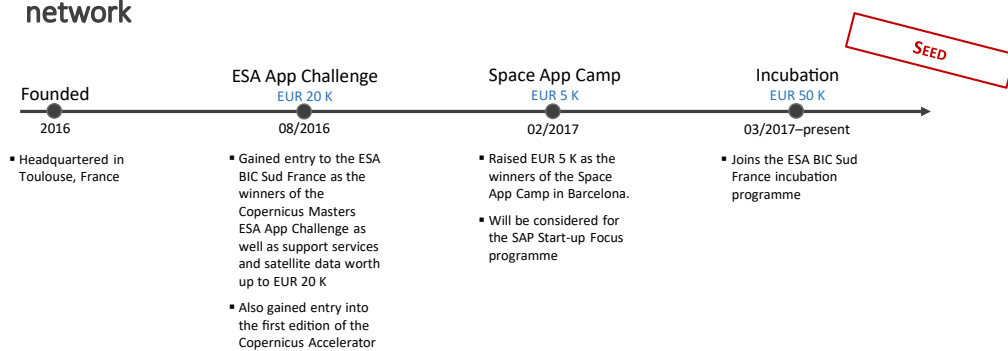 network
SEED
Founded
2016
▪ Headquartered in
Toulouse, France
ESA App Challenge
EUR 20 K
08/2016
▪ Gained entry to the ESA
BIC Sud France as the
winners of the
Copernicus Masters
ESA App Challenge as
well as support services
and satellite data worth
up to EUR 20 K
▪ Also gained entry into
the first edition of the
Copernicus Accelerator
Space App Camp
EUR 5 K
02/2017
▪ Raised EUR 5 K as the
winners of the Space
App Camp in Barcelona.
▪ Will be considered for
the SAP Start-up Focus
programme
Incubation
EUR 50 K
03/2017–present
▪ Joins the ESA BIC Sud
France incubation
programme